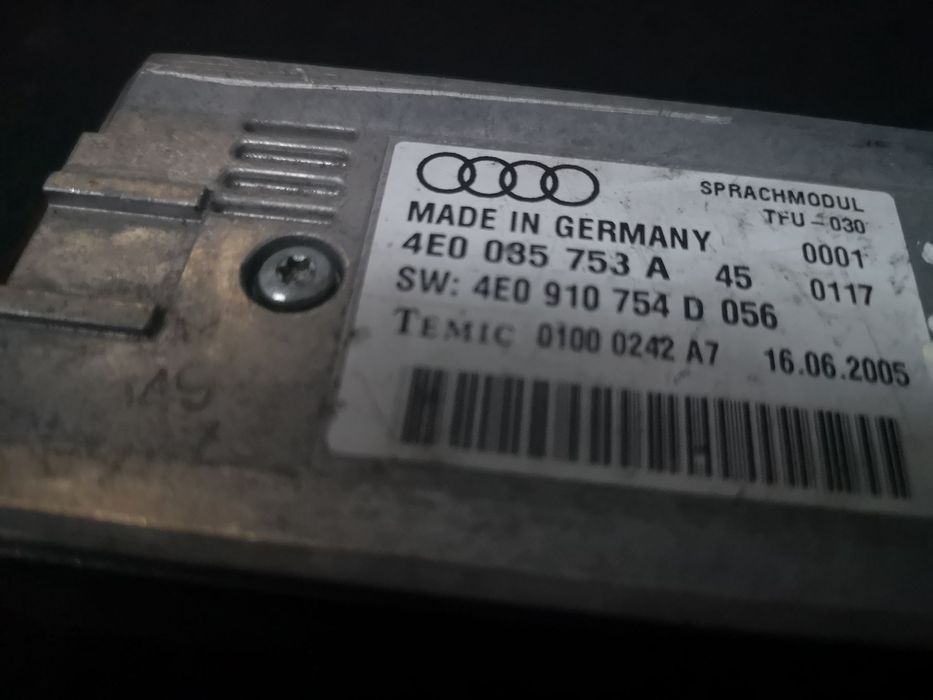 SPRACHMODUL
TFU-030
MADE IN GERMANY
0001
4E0 035 753 A 45 0117
SW: 4E0 910 754 D 056
TEMIC 0100 0242 A7 16.06.2005